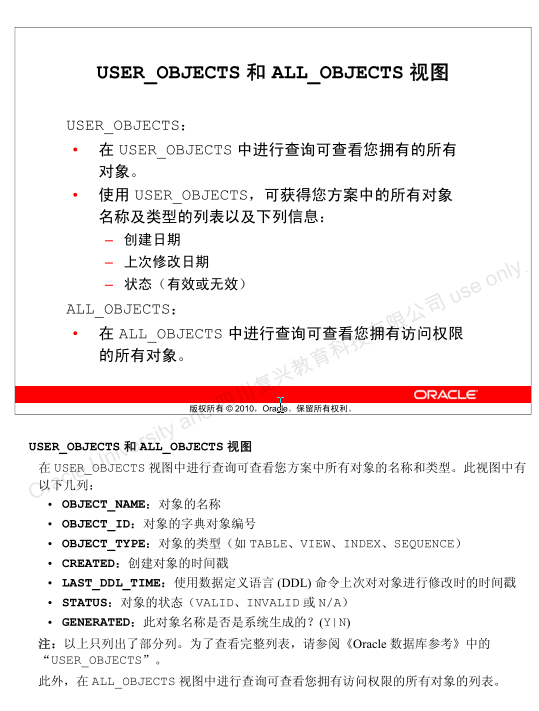 USER_OBJECTS 和 ALL_OBJECTS 视图
USER_OBJECTS：
• 在 USER_OBJECTS 中进行查询可查看您拥有的所有
对象。
• 使用 USER_OBJECTS，可获得您方案中的所有对象
名称及类型的列表以及下列信息：
– 创建日期
– 上次修改日期
– 状态（有效或无效）
ALL_OBJECTS：
• 在 ALL_OBJECTS 中进行查询可查看您拥有访问权限
的所有对象。
ORACLE
版权所有 © 2010，Oracle。保留所有权利。
USER_OBJECTS 和 ALL_OBJECTS 视图
在 USER_OBJECTS 视图中进行查询可查看您方案中所有对象的名称和类型。此视图中有
以下几列：
• OBJECT_NAME：对象的名称
• OBJECT_ID：对象的字典对象编号
• OBJECT_TYPE：对象的类型（如 TABLE、VIEW、INDEX、SEQUENCE）
• CREATED：创建对象的时间戳
• LAST_DDL_TIME：使用数据定义语言 (DDL) 命令上次对对象进行修改时的时间戳
• STATUS：对象的状态（VALID、INVALID 或 N/A）
• GENERATED：此对象名称是否是系统生成的？(Y|N)
注：以上只列出了部分列。为了查看完整列表，请参阅《Oracle 数据库参考》中的
“USER_OBJECTS”。
此外，在 ALL_OBJECTS 视图中进行查询可查看您拥有访问权限的所有对象的列表。